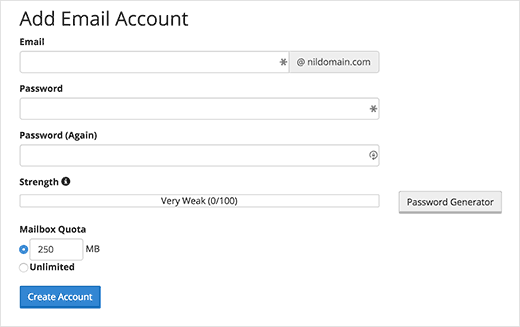 Add Email Account
Email
@ nildomain.com
Password
Password (Again)
Strength
Very Weak (0/100)
Password Generator
Mailbox Quota
250 MB
Unlimited
Create Account